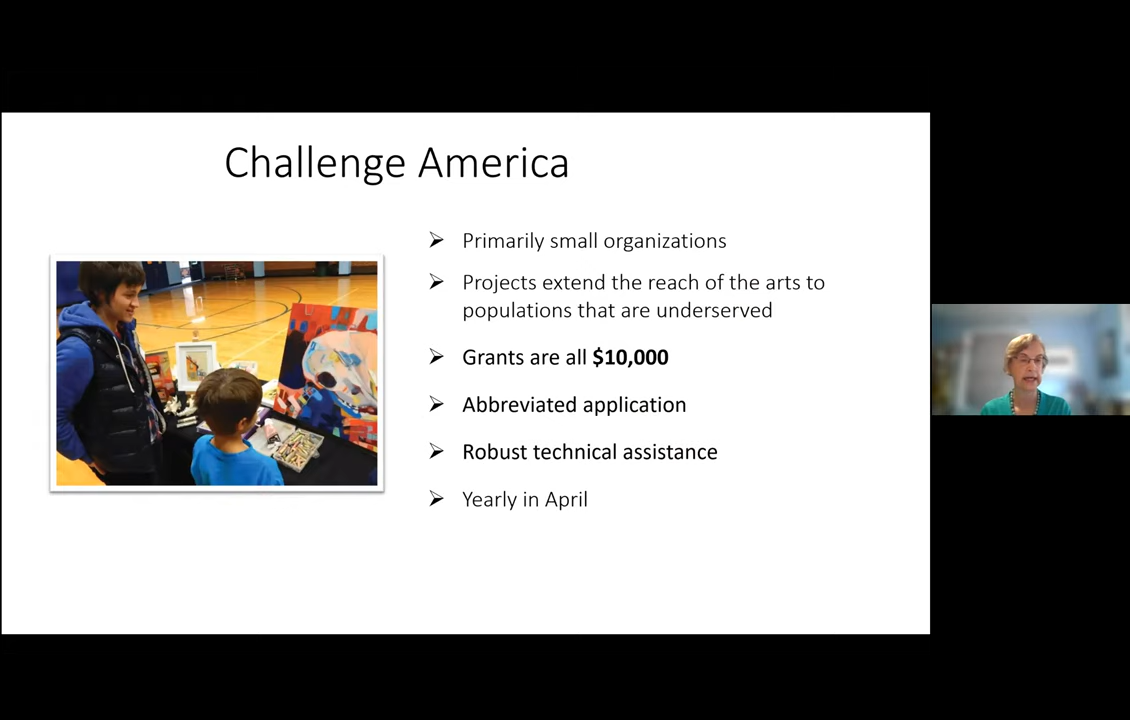 Challenge America
Primarily small organizations
Projects extend the reach of the arts to
populations that are underserved
Grants are all $10,000
Abbreviated application
Robust technical assistance
Yearly in April